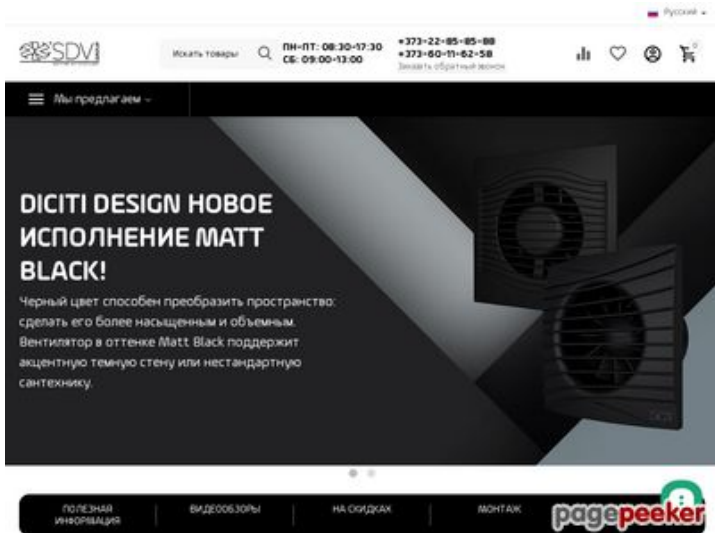 Русский
SDVI
Искать товары
ПН-ПТ: 08:30-17:30
СБ: 09:00-13:00
+373-22-85-85-88
+373-60-11-62-58
Заказать обратный звонок
0
Мы предлагаем
DICITI DESIGN НОВОЕ
ИСПОЛНЕНИЕ MATT
BLACK!
Черный цвет способен преобразить пространство:
сделать его более насыщенным и объемным.
Вентилятор в оттенке Matt Black поддержит
акцентную темную стену или нестандартную
сантехнику.
DICITI
ПОЛЕЗНАЯ
ИНФОРМАЦИЯ
ВИДЕООБЗОРЫ
НА СКИДКАХ
МОНТАЖ
pagepeeker